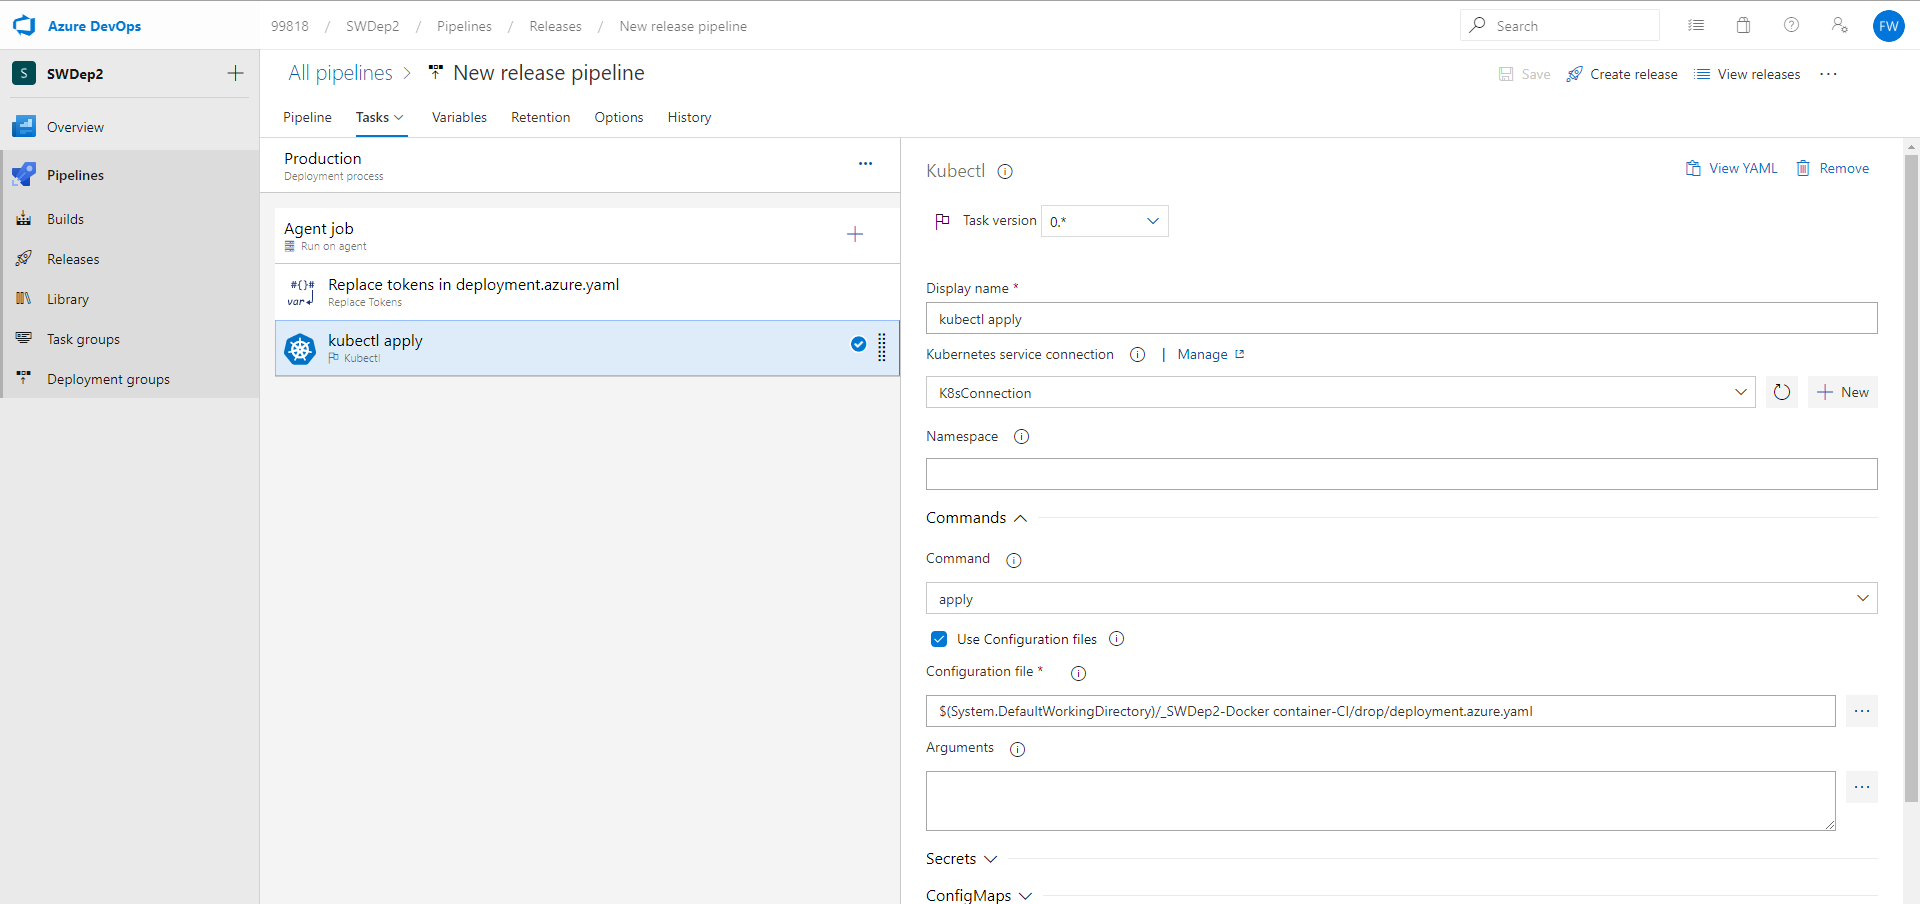 Azure DevOps
99818 / SWDep2 / Pipelines / Releases / New release pipeline
Search
FW
S SWDep2
Overview
Pipelines
Builds
Releases
Library
Task groups
Deployment groups
All pipelines > New release pipeline
Save
Create release
View releases
Pipeline
Tasks
Variables
Retention
Options
History
Production
Deployment process
Agent job
Run on agent
#{}#
var
Replace tokens in deployment.azure.yaml
Replace Tokens
kubectl apply
Kubectl
Kubectl
View YAML
Remove
Task version
0.*
Display name *
kubectl apply
Kubernetes service connection | Manage
K8sConnection
New
Namespace
Commands
Command
apply
Use Configuration files
Configuration file *
$(System.DefaultWorkingDirectory)/_SWDep2-Docker container-CI/drop/deployment.azure.yaml
Arguments
Secrets
ConfigMaps